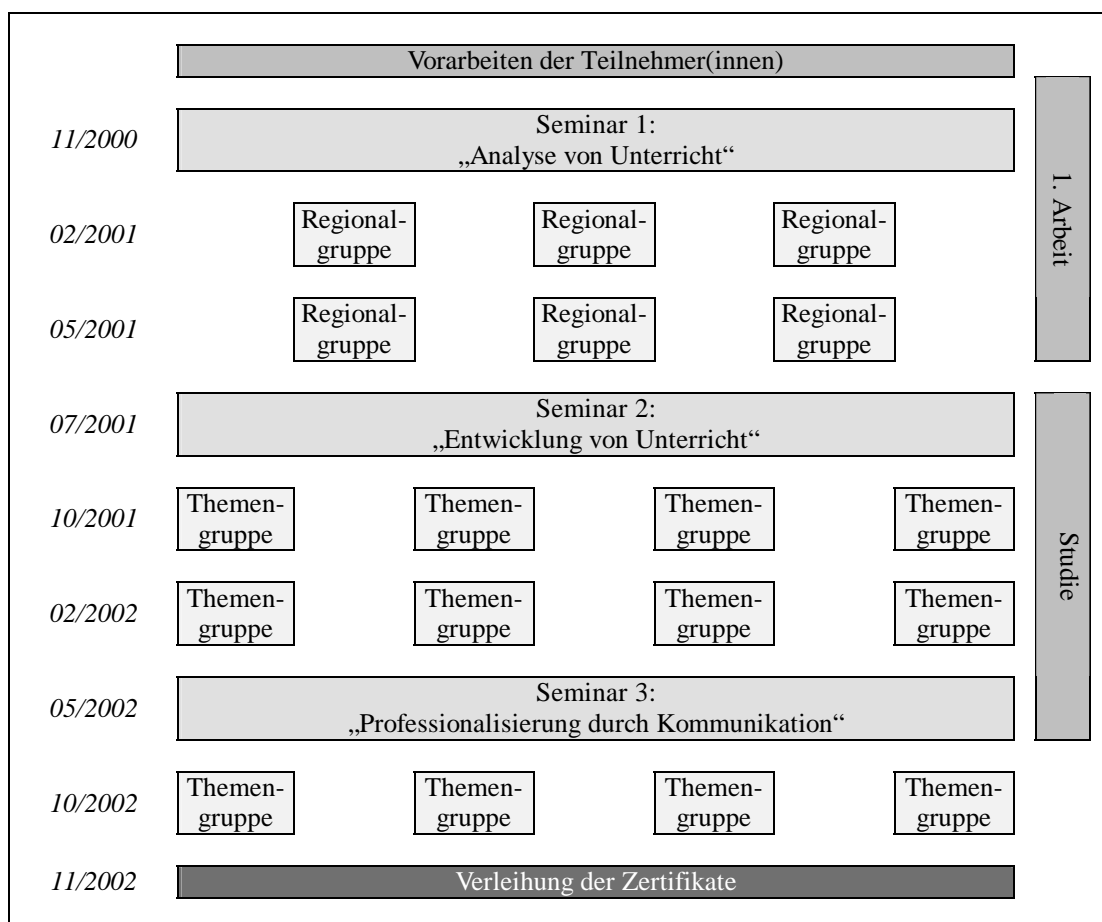 Vorarbeiten der Teilnehmer(innen)
11/2000
Seminar 1:
„Analyse von Unterricht“
02/2001
Regional-
gruppe
Regional-
gruppe
Regional-
gruppe
05/2001
Regional-
gruppe
Regional-
gruppe
Regional-
gruppe
1. Arbeit
07/2001
Seminar 2:
„Entwicklung von Unterricht“
10/2001
Themen-
gruppe
Themen-
gruppe
Themen-
gruppe
Themen-
gruppe
02/2002
Themen-
gruppe
Themen-
gruppe
Themen-
gruppe
Themen-
gruppe
05/2002
Seminar 3:
„Professionalisierung durch Kommunikation“
Studie
10/2002
Themen-
gruppe
Themen-
gruppe
Themen-
gruppe
Themen-
gruppe
11/2002
Verleihung der Zertifikate